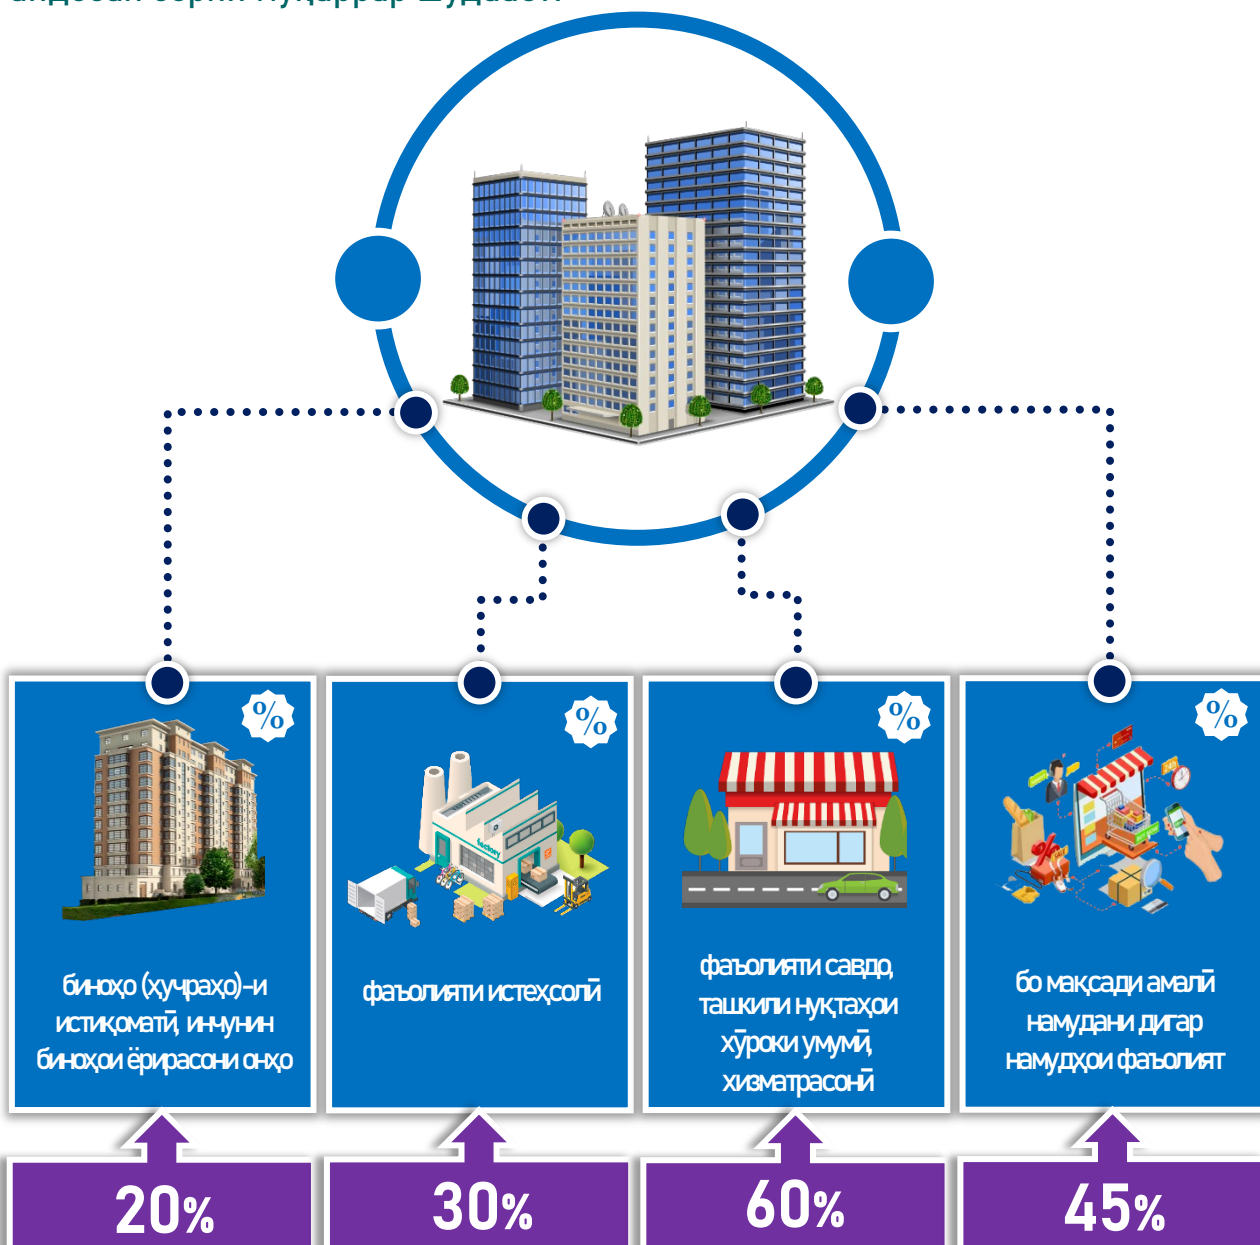 %
%
%
%
factory
биноҳо (ҳуҷраҳо)-и
истиқоматӣ, инчунин
биноҳои ёрирасони онҳо
фаъолияти истеҳсолӣ
фаъолияти савдо,
ташкили нуқтаҳои
хӯроки умумӣ,
хизматрасонӣ
бо мақсади амалӣ
намудани дигар
намудҳои фаъолият
20%
30%
60%
45%